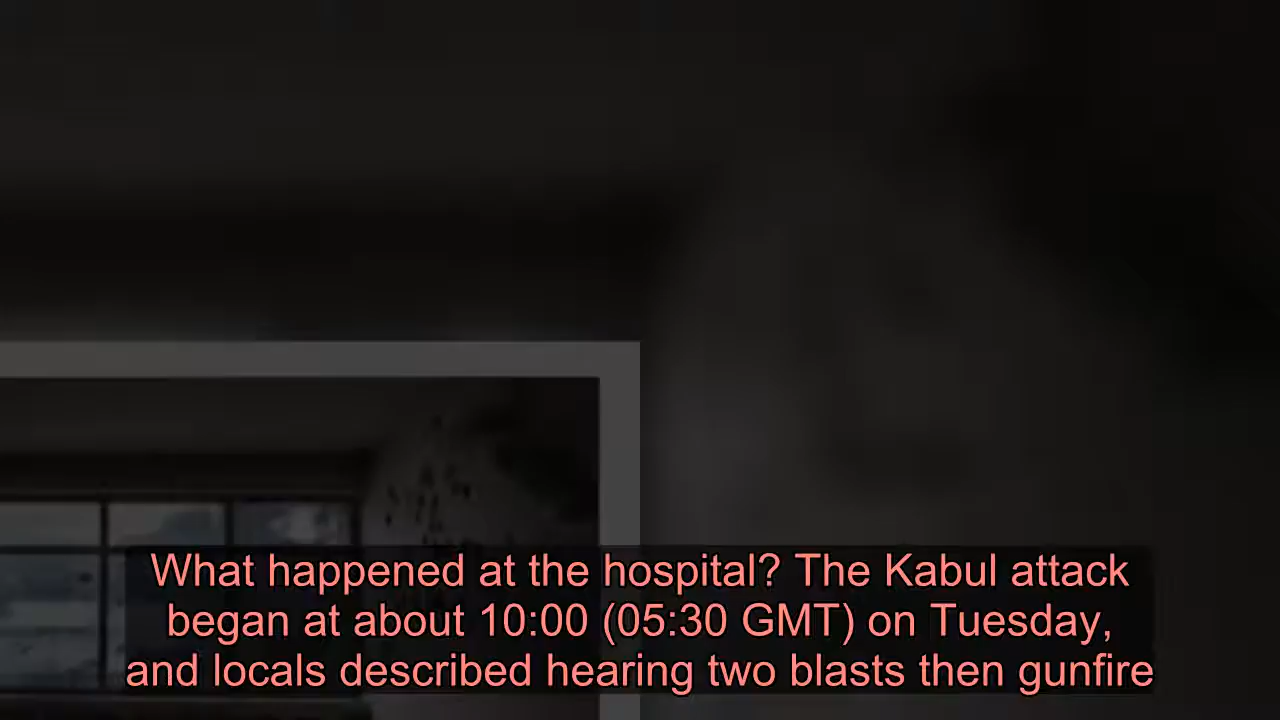 What happened at the hospital? The Kabul attack
began at about 10:00 (05:30 GMT) on Tuesday,
and locals described hearing two blasts then gunfire